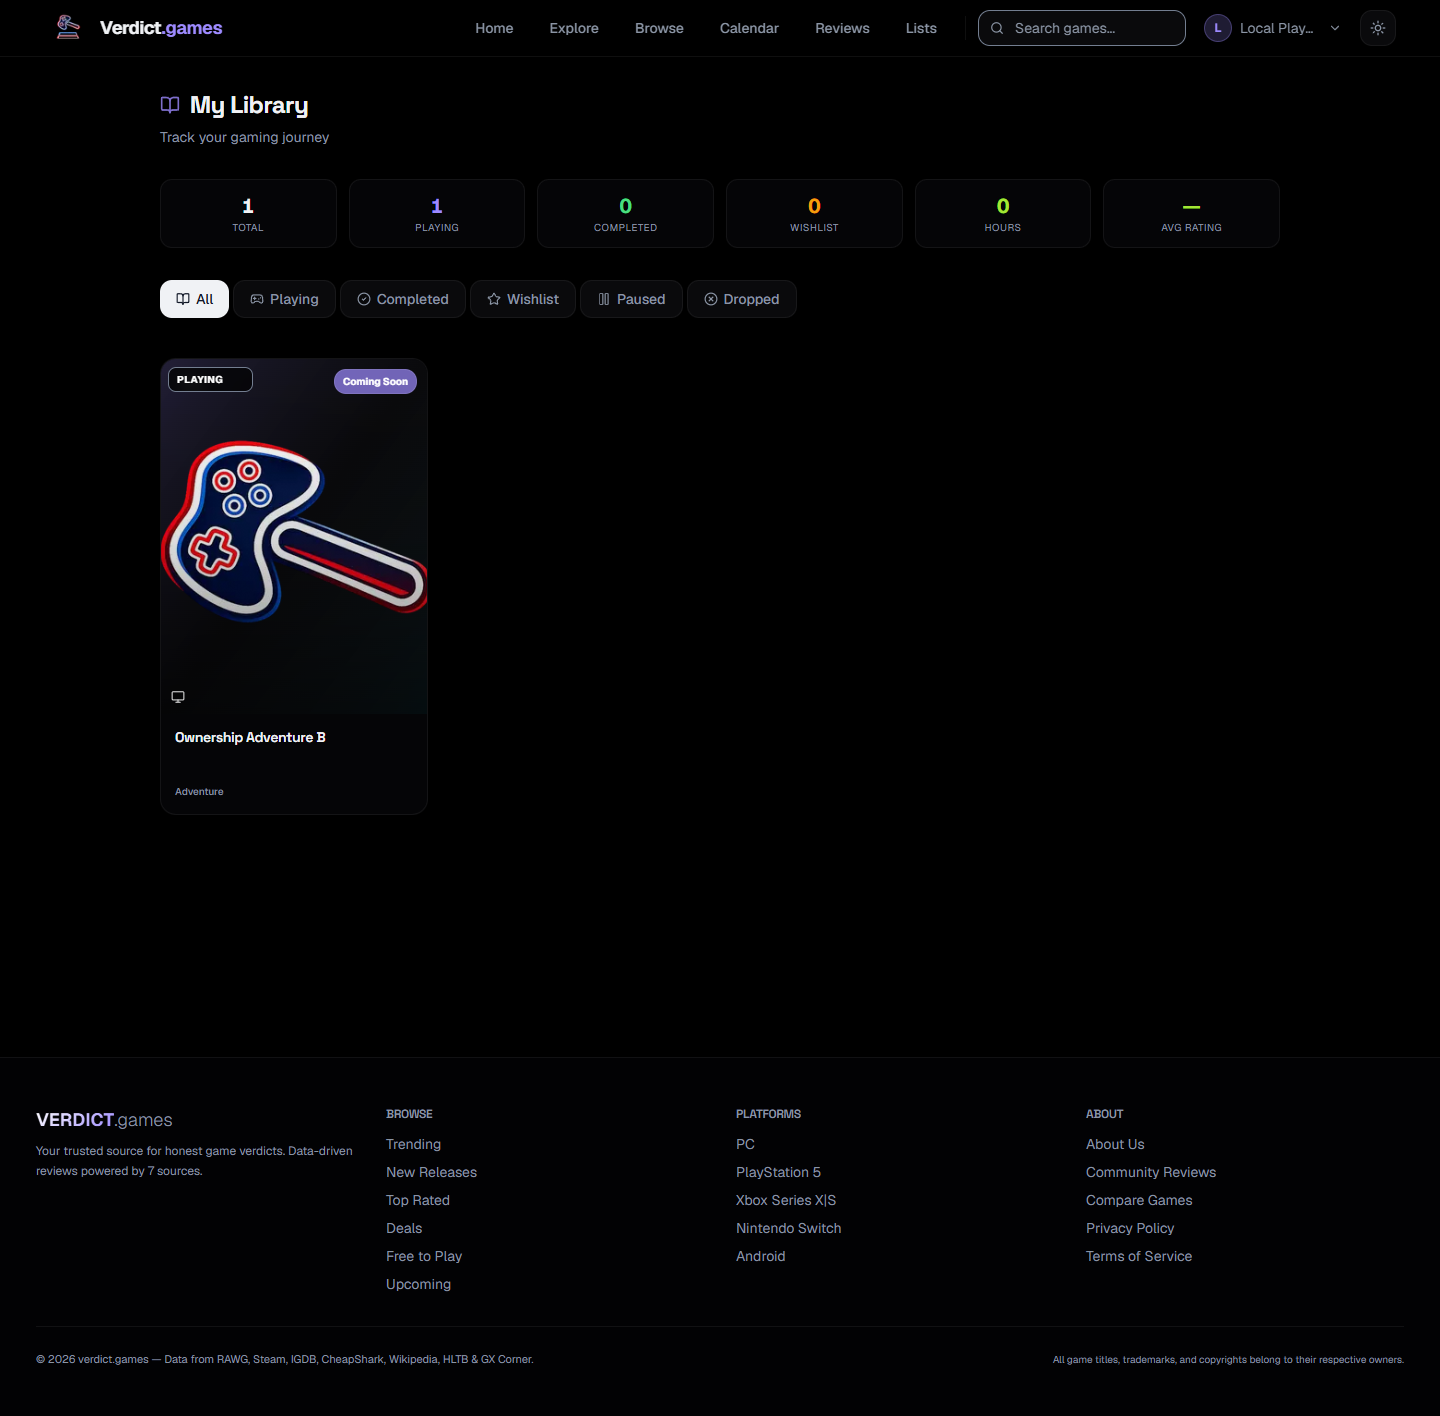 Verdict.games
Home Explore Browse Calendar Reviews Lists Search games... L Local Play...
My Library
Track your gaming journey
1 1 0 0 0 —
TOTAL PLAYING COMPLETED WISHLIST HOURS AVG RATING
All Playing Completed Wishlist Paused Dropped
PLAYING Coming Soon
Ownership Adventure B
Adventure
VERDICT.games
Your trusted source for honest game verdicts. Data-driven
reviews powered by 7 sources.
BROWSE
Trending
New Releases
Top Rated
Deals
Free to Play
Upcoming
PLATFORMS
PC
PlayStation 5
Xbox Series X|S
Nintendo Switch
Android
ABOUT
About Us
Community Reviews
Compare Games
Privacy Policy
Terms of Service
© 2026 verdict.games — Data from RAWG, Steam, IGDB, CheapShark, Wikipedia, HLTB & GX Corner.
All game titles, trademarks, and copyrights belong to their respective owners.